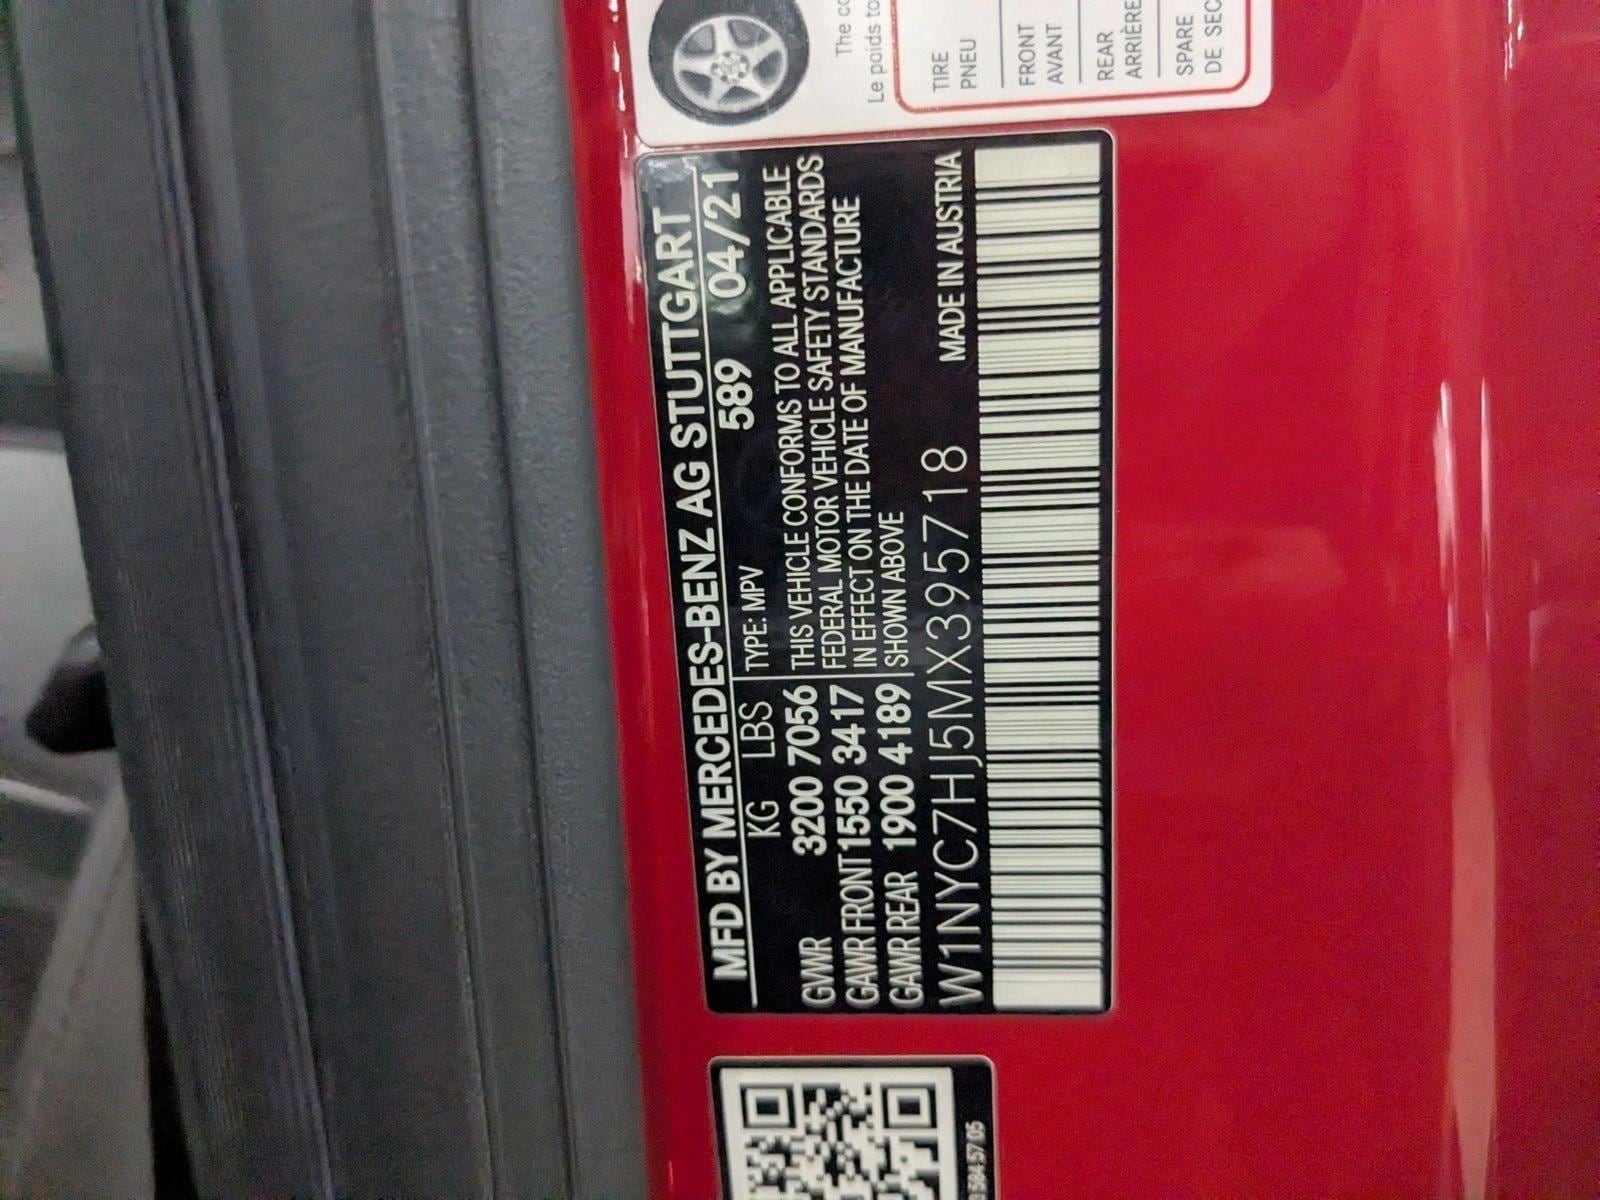 MFD BY MERCEDES-BENZ AG STUTTGART
KG LBS TYPE: MPV 589 04/21
GVWR 3200 7056 THIS VEHICLE CONFORMS TO ALL APPLICABLE
GAWR FRONT 1550 3417 FEDERAL MOTOR VEHICLE SAFETY STANDARDS
GAWR REAR 1900 4189 IN EFFECT ON THE DATE OF MANUFACTURE
SHOWN ABOVE
W1NYC7HJ5MX395718 MADE IN AUSTRIA
The
Le poids
TIRE
PNEU
FRONT
AVANT
REAR
ARRIÈRE
SPARE
DE
584 57 05